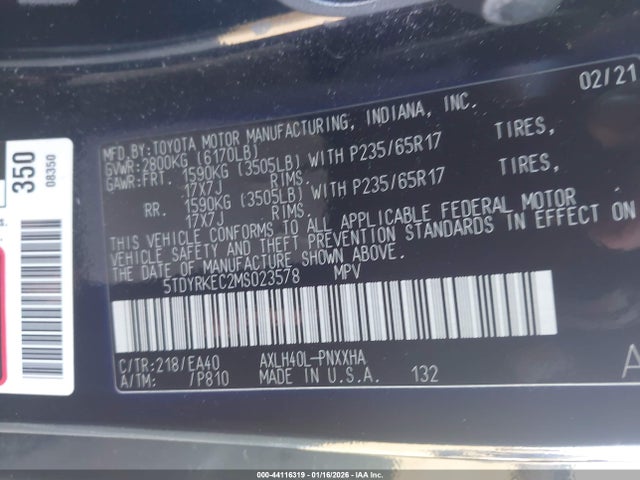 02/21
MFD.BY:TOYOTA MOTOR MANUFACTURING, INDIANA, INC.
GVWR:2800KG (6170LB)
GAWR:FRT. 1590KG (3505LB) WITH P235/65R17 TIRES,
17X7J RIMS.
RR. 1590KG (3505LB) WITH P235/65R17 TIRES,
17X7J RIMS.
THIS VEHICLE CONFORMS TO ALL APPLICABLE FEDERAL MOTOR
VEHICLE SAFETY AND THEFT PREVENTION STANDARDS IN EFFECT ON
THE DATE OF MANUFACTURE SHOWN ABOVE.
5TDYRKEC2MS023578 MPV
C/TR:218/EA40 AXLH40L-PNXXHA
A/TM: /P810 MADE IN U.S.A. 132
A
350
08350
000-44116319 - 01/16/2026 - IAA Inc.